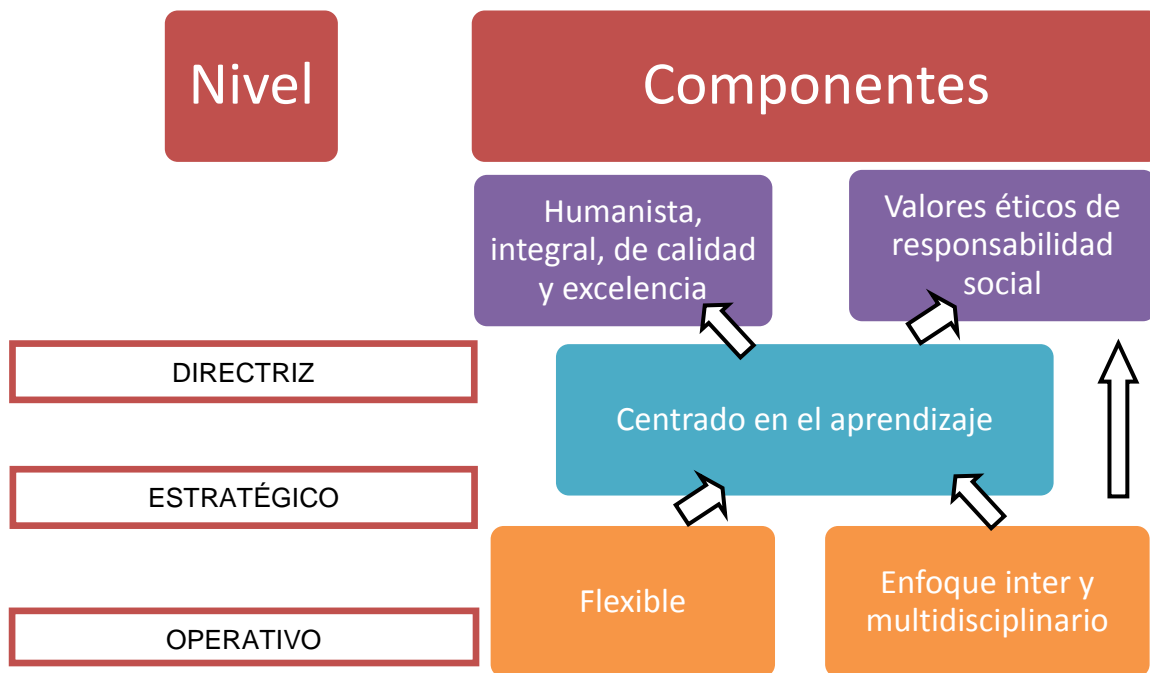 Nivel
Componentes
Humanista,
integral, de calidad
y excelencia
Valores éticos de
responsabilidad
social
DIRECTRIZ
Centrado en el aprendizaje
ESTRATÉGICO
Flexible
Enfoque inter y
multidisciplinario
OPERATIVO